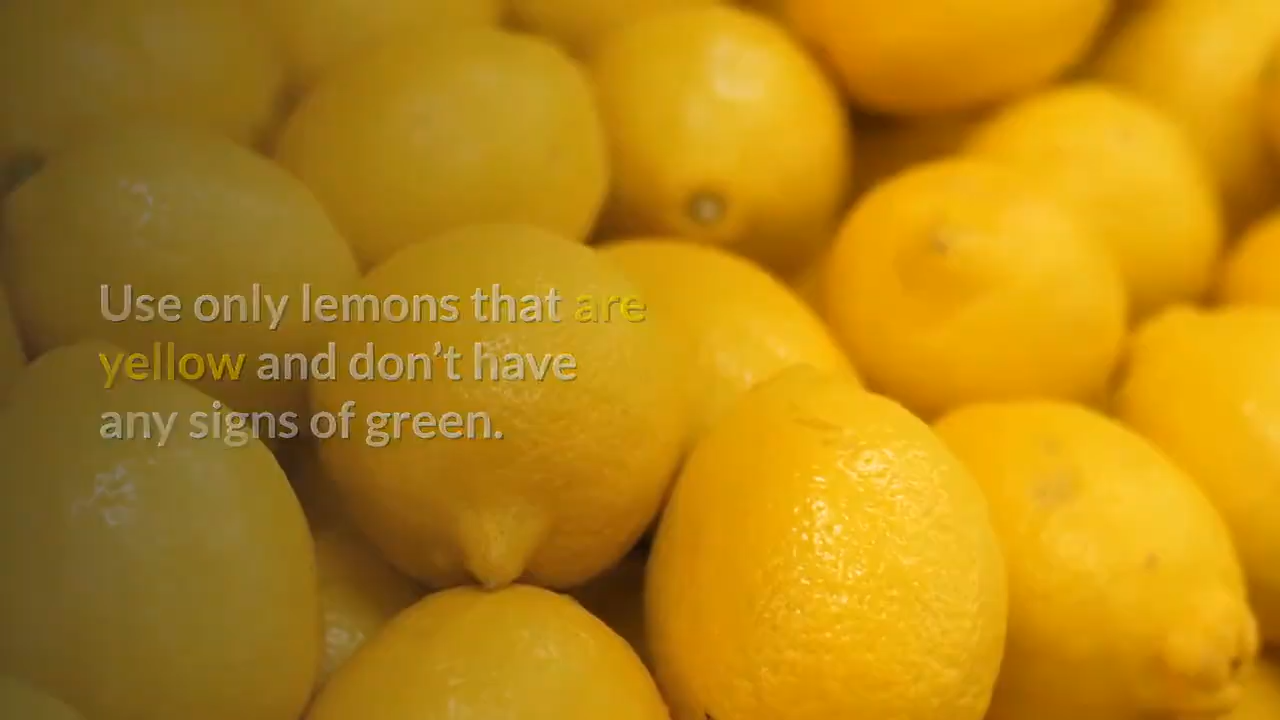 Use only lemons that are
yellow and don’t have
any signs of green.